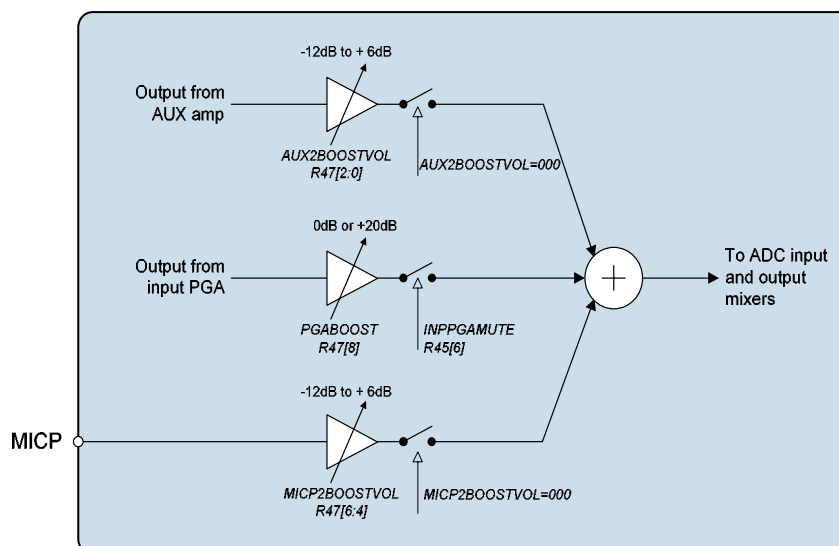 -12dB to + 6dB
Output from
AUX amp
AUX2BOOSTVOL
R47[2:0]
AUX2BOOSTVOL=000
0dB or +20dB
Output from
input PGA
PGABOOST
R47[8]
INPPGAMUTE
R45[6]
+
To ADC input
and output
mixers
-12dB to + 6dB
MICP
MICP2BOOSTVOL
R47[6:4]
MICP2BOOSTVOL=000